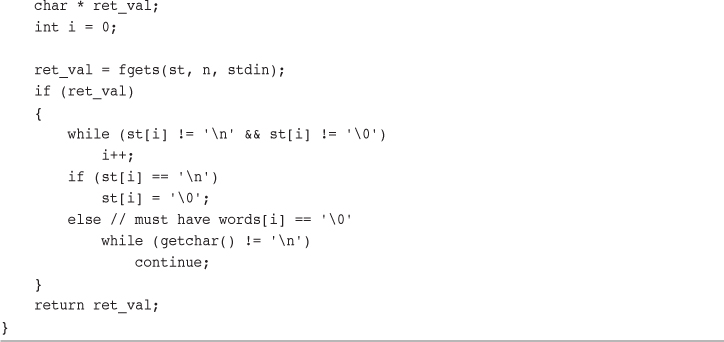 char * ret_val;
    int i = 0;

    ret_val = fgets(st, n, stdin);
    if (ret_val)
    {
        while (st[i] != '\n' && st[i] != '\0')
            i++;
        if (st[i] == '\n')
            st[i] = '\0';
        else // must have words[i] == '\0'
            while (getchar() != '\n')
                continue;
    }
    return ret_val;
}